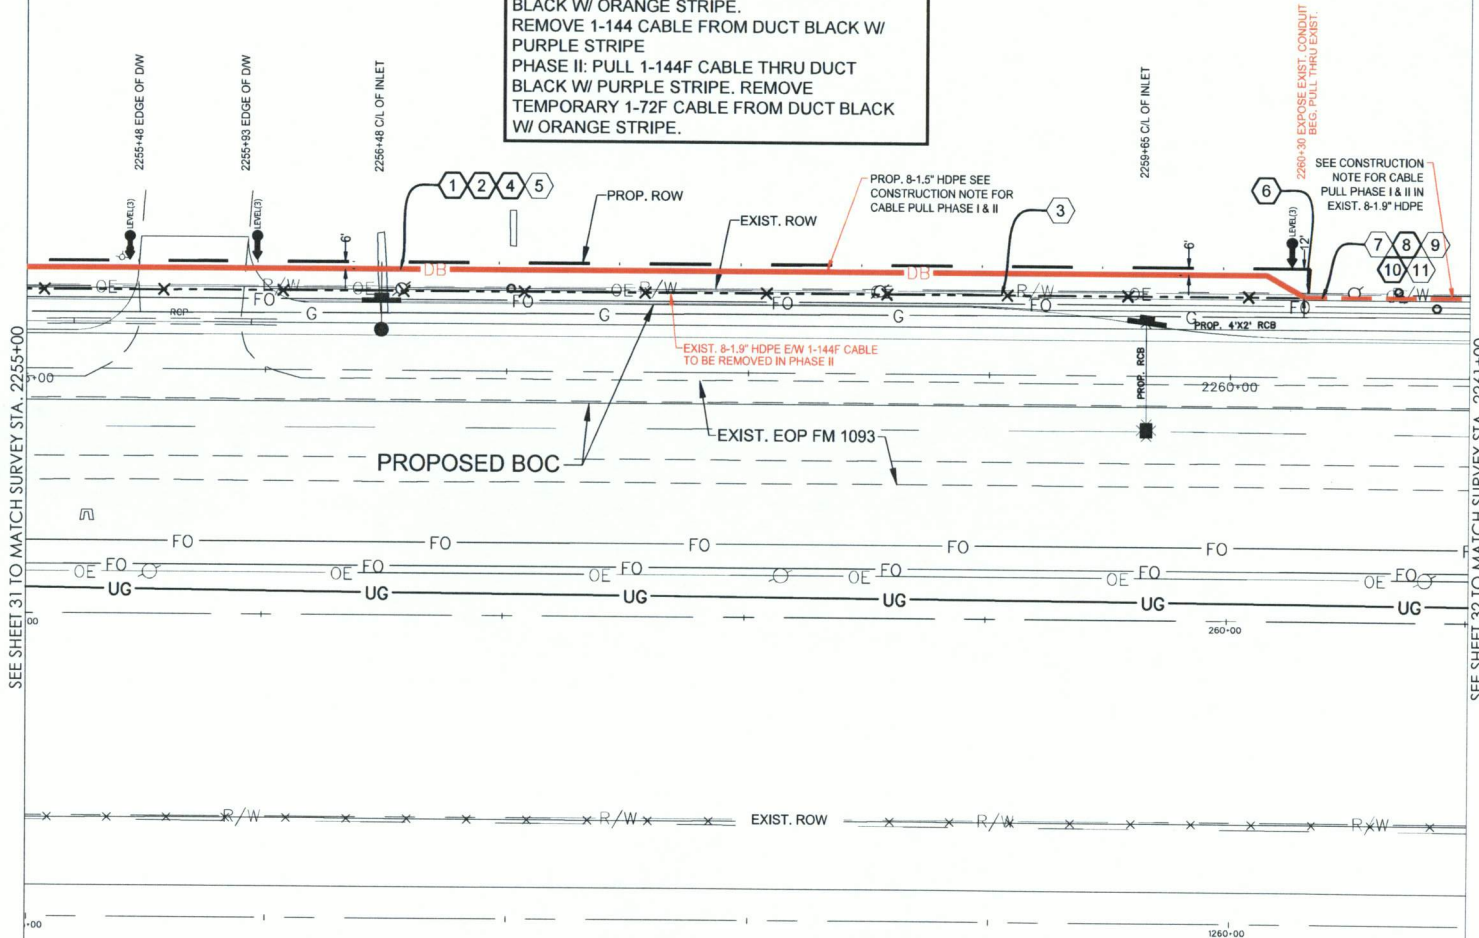 BLACK W/ ORANGE STRIPE.
REMOVE 1-144 CABLE FROM DUCT BLACK W/
PURPLE STRIPE
PHASE II: PULL 1-144F CABLE THRU DUCT
BLACK W/ PURPLE STRIPE. REMOVE
TEMPORARY 1-72F CABLE FROM DUCT BLACK
W/ ORANGE STRIPE.
2255+48 EDGE OF D/W
2255+93 EDGE OF D/W
2256+48 C/L OF INLET
2259+65 C/L OF INLET
2260+30 EXPOSE EXIST. CONDUIT
BEG. PULL THRU EXIST.
LEVEL(3)
LEVEL(3)
LEVEL(3)
1 2 4 5
PROP. ROW
EXIST. ROW
PROP. 8-1.5" HDPE SEE
CONSTRUCTION NOTE FOR
CABLE PULL PHASE I & II
3
6
SEE CONSTRUCTION
NOTE FOR CABLE
PULL PHASE I & II IN
EXIST. 8-1.9" HDPE
7 8 9
10 11
6'
6'
12'
DB DB
OE R/W OE OE R/W R/W OE R/W
FO FO FO FO FO
RCP
G G G G
PROP. 4'X2' RCB
EXIST. 8-1.9" HDPE E/W 1-144F CABLE
TO BE REMOVED IN PHASE II
PROP. RCB
2260+00
EXIST. EOP FM 1093
PROPOSED BOC
SEE SHEET 31 TO MATCH SURVEY STA. 2255+00
FO FO FO FO FO
FO FO FO FO FO FO
OE OE OE OE OE OE
UG UG UG UG UG UG
260+00
R/W R/W EXIST. ROW R/W R/W
1260+00